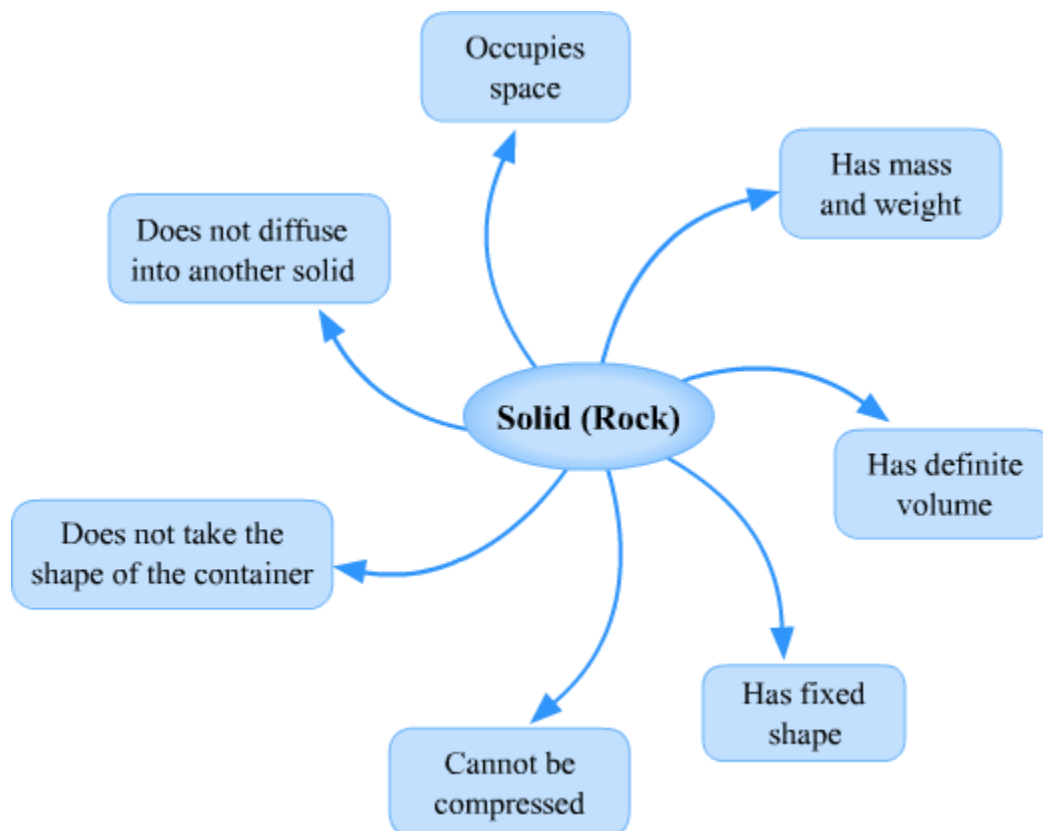 Occupies
space
Has mass
and weight
Does not diffuse
into another solid
Solid (Rock)
Has definite
volume
Does not take the
shape of the container
Has fixed
shape
Cannot be
compressed